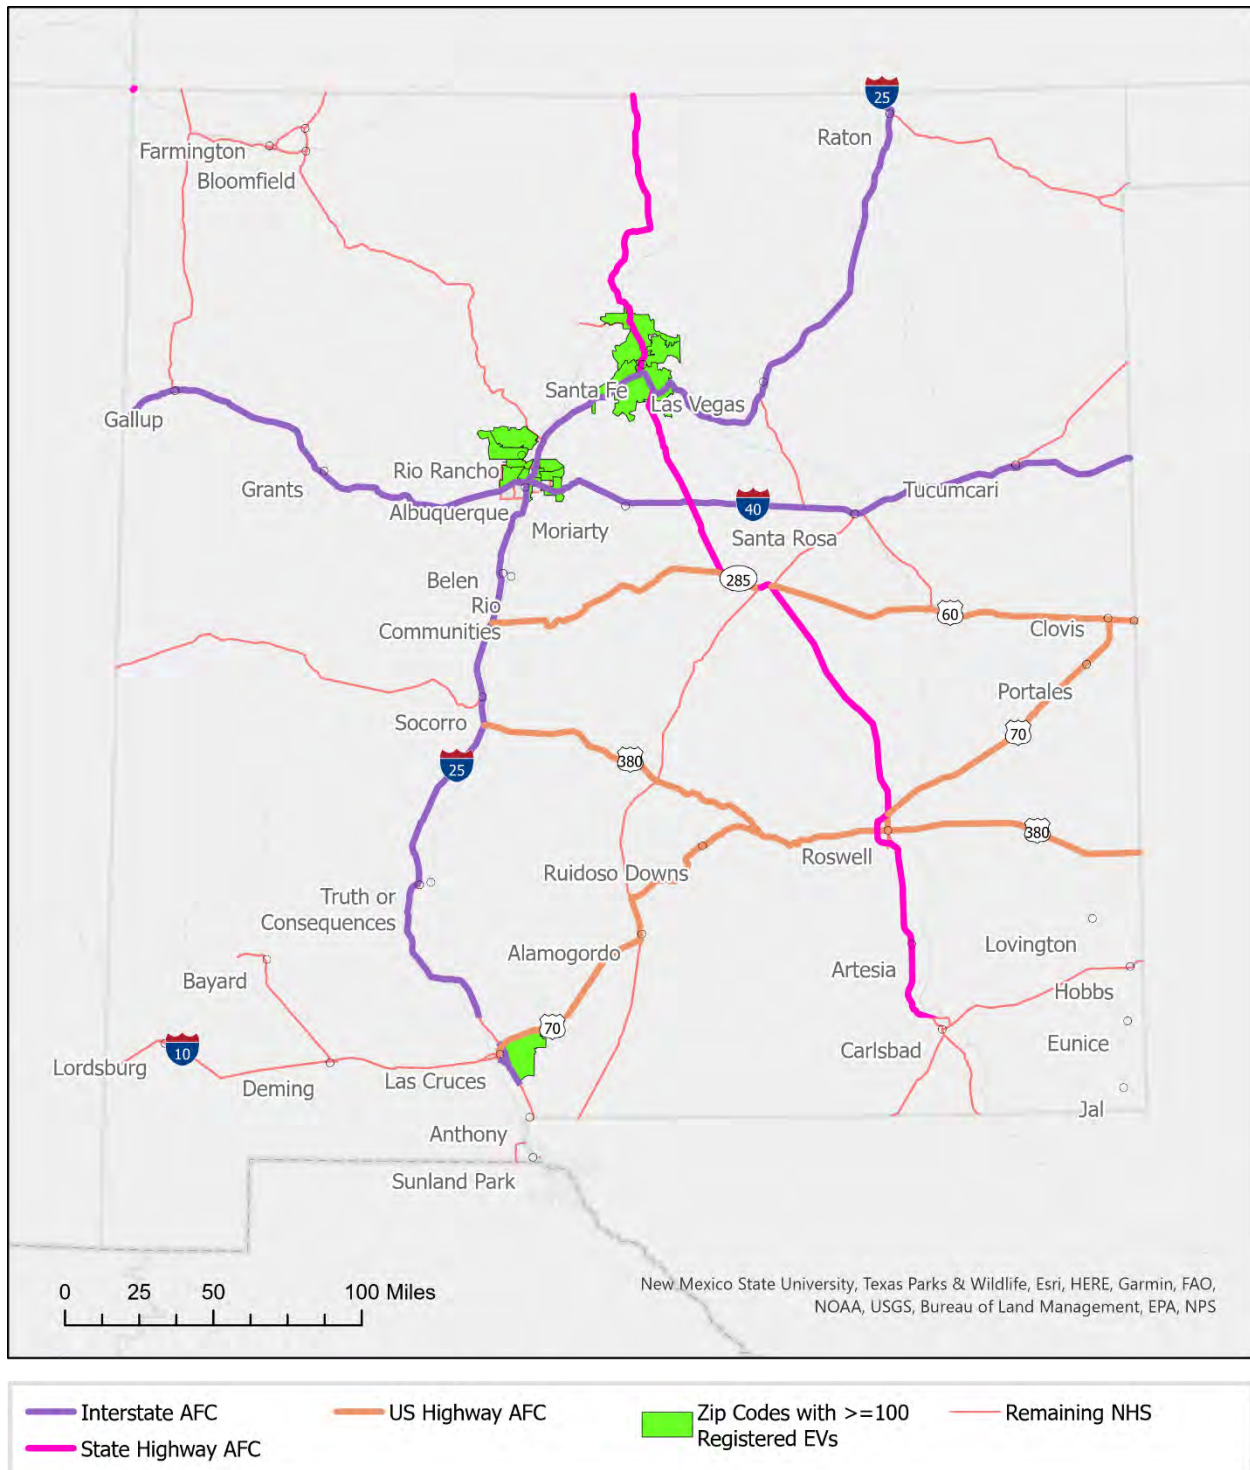 25
Raton
Farmington
Bloomfield
Santa Fe
Las Vegas
Gallup
Rio Rancho
Grants
Tucumcari
Albuquerque
40
Moriarty
Santa Rosa
Belen
285
Rio
Communities
60
Clovis
Portales
Socorro
70
380
25
380
Roswell
Ruidoso Downs
Truth or
Consequences
Lovington
Alamogordo
Artesia
Bayard
Hobbs
70
Eunice
10
Carlsbad
Lordsburg
Deming
Las Cruces
Jal
Anthony
Sunland Park
0 25 50 100 Miles
New Mexico State University, Texas Parks & Wildlife, Esri, HERE, Garmin, FAO,
NOAA, USGS, Bureau of Land Management, EPA, NPS
Interstate AFC
US Highway AFC
Zip Codes with >=100
Registered EVs
Remaining NHS
State Highway AFC